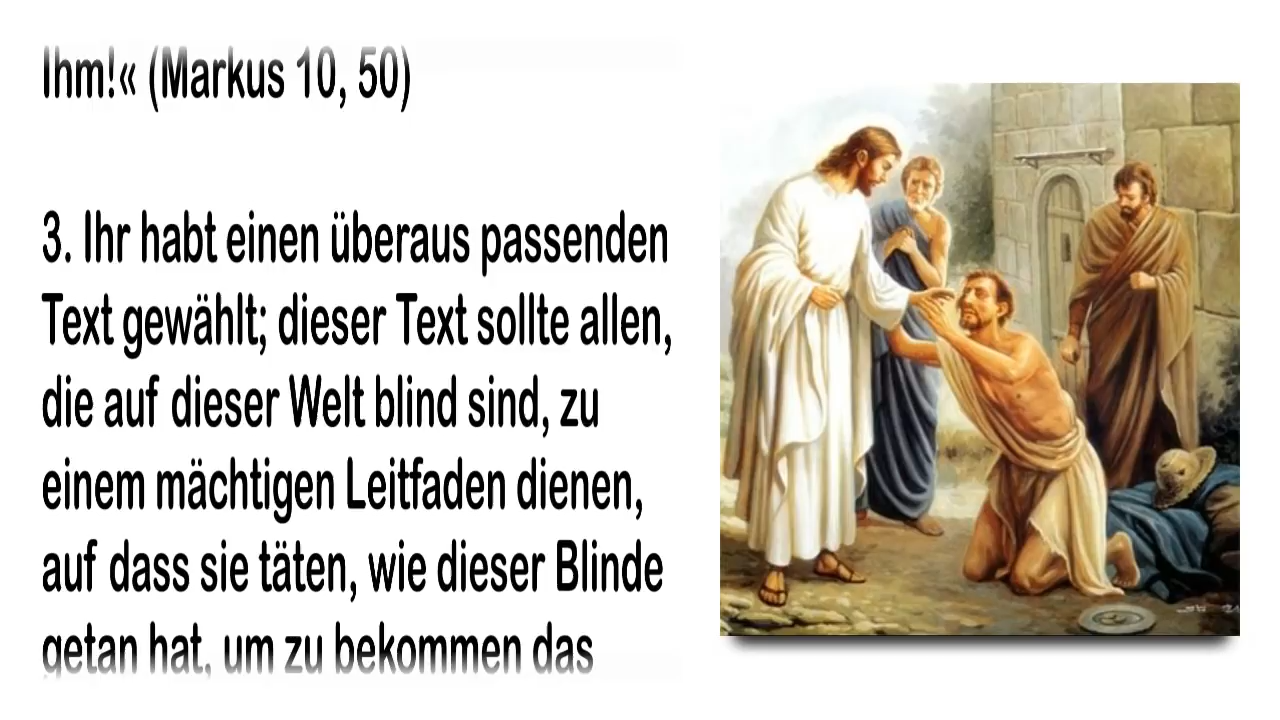 Ihm!« (Markus 10, 50)
3. Ihr habt einen überaus passenden
Text gewählt; dieser Text sollte allen,
die auf dieser Welt blind sind, zu
einem mächtigen Leitfaden dienen,
auf dass sie täten, wie dieser Blinde
getan hat, um zu bekommen das